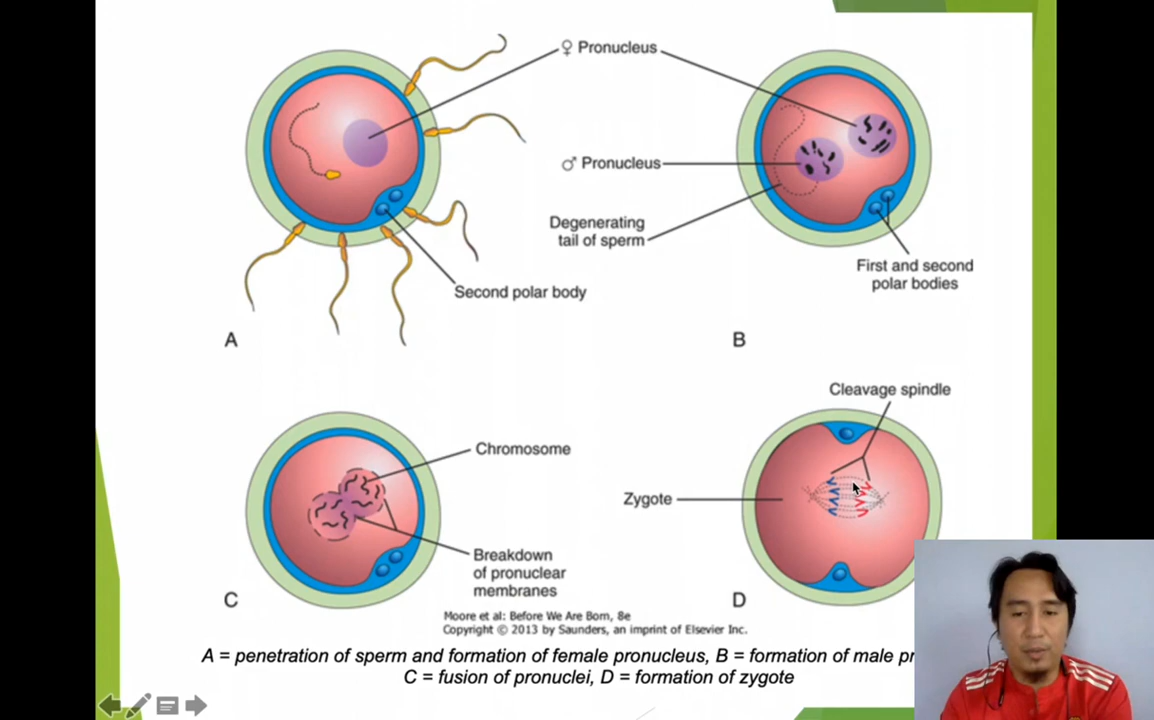 ♀ Pronucleus
♂ Pronucleus
Degenerating
tail of sperm
First and second
polar bodies
Second polar body
A
B
Cleavage spindle
Chromosome
Zygote
Breakdown
of pronuclear
membranes
C
D
Moore et al: Before We Are Born, 8e
Copyright © 2013 by Saunders, an imprint of Elsevier Inc.
A = penetration of sperm and formation of female pronucleus, B = formation of male
C = fusion of pronuclei, D = formation of zygote